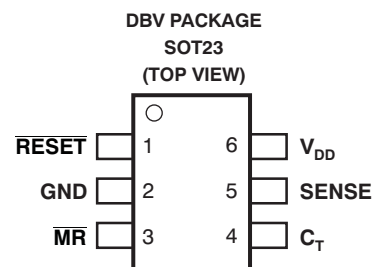 DBV PACKAGE
SOT23
(TOP VIEW)
RESET 1 6 VDD
GND 2 5 SENSE
MR 3 4 CT